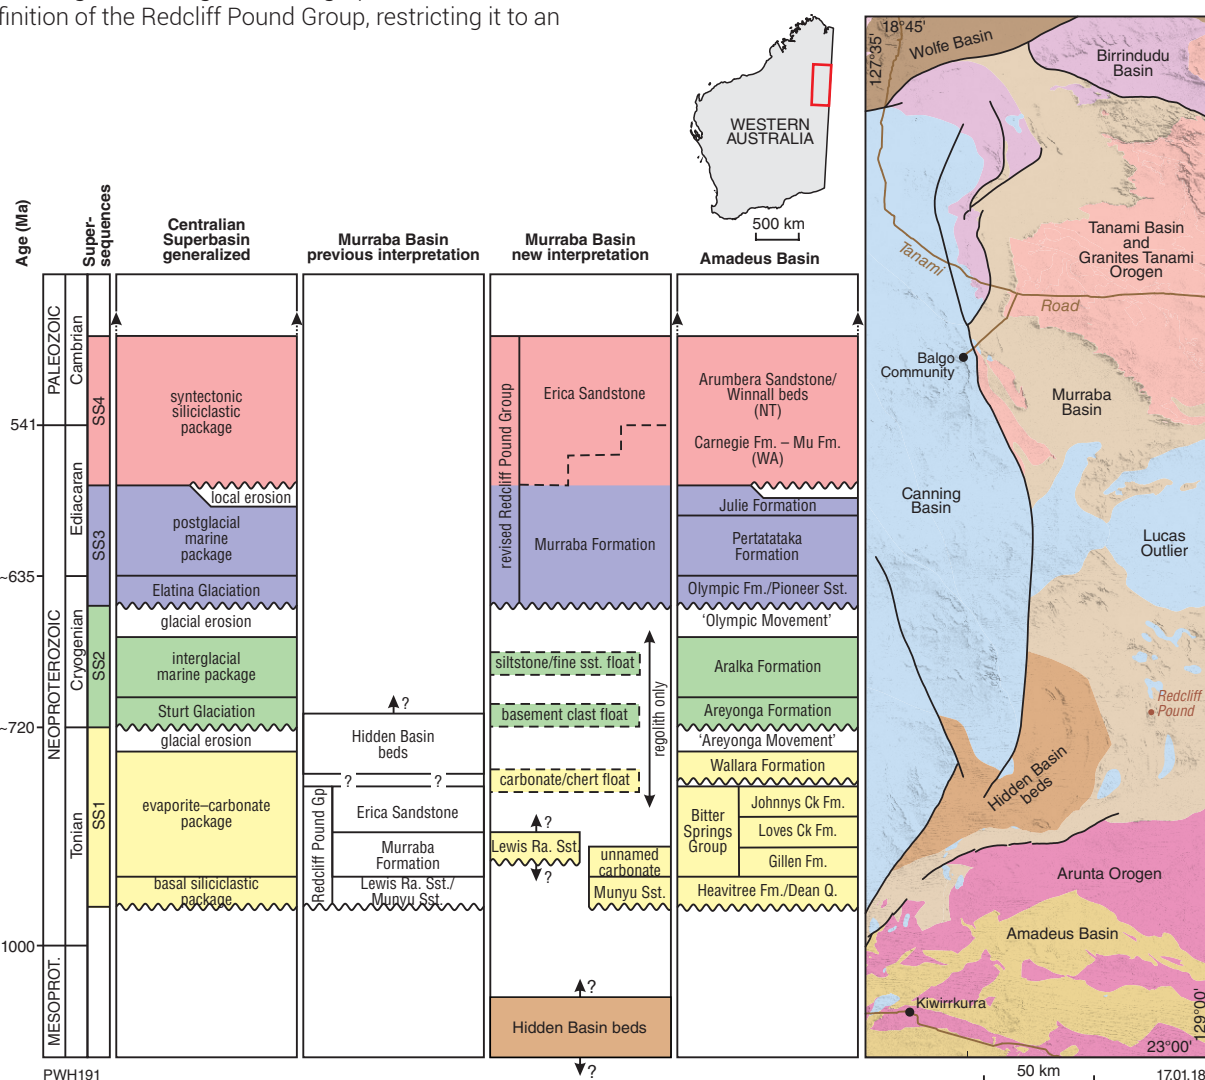 finition of the Redcliff Pound Group, restricting it to an
WESTERN
AUSTRALIA
500 km
Age (Ma)
Super-
sequences
Centralian
Superbasin
generalized
Murraba Basin
previous interpretation
Murraba Basin
new interpretation
Amadeus Basin
PALEOZOIC
NEOPROTEROZOIC
MESOPROT.
Cambrian
Ediacaran
Cryogenian
Tonian
541
~635
~720
1000
SS4
SS3
SS2
SS1
syntectonic
siliciclastic
package
local erosion
postglacial
marine
package
Elatina Glaciation
glacial erosion
interglacial
marine package
Sturt Glaciation
glacial erosion
evaporite–carbonate
package
basal siliciclastic
package
?
Hidden Basin
beds
?
?
Redcliff Pound Gp
Erica Sandstone
Murraba
Formation
Lewis Ra. Sst./
Munyu Sst.
revised Redcliff Pound Group
Erica Sandstone
Murraba Formation
siltstone/fine sst. float
basement clast float
carbonate/chert float
regolith only
?
Lewis Ra. Sst.
?
unnamed
carbonate
Munyu Sst.
?
Hidden Basin beds
?
Arumbera Sandstone/
Winnall beds
(NT)
Carnegie Fm. – Mu Fm.
(WA)
Julie Formation
Pertatataka
Formation
Olympic Fm./Pioneer Sst.
‘Olympic Movement’
Aralka Formation
Areyonga Formation
‘Areyonga Movement’
Wallara Formation
Bitter
Springs
Group
Johnnys Ck Fm.
Loves Ck Fm.
Gillen Fm.
Heavitree Fm./Dean Q.
18°45'
127°35'
Wolfe Basin
Birrindudu
Basin
Tanami Basin
and
Granites Tanami
Orogen
Tanami
Road
Balgo
Community
Murraba
Basin
Canning
Basin
Lucas
Outlier
Redcliff
Pound
Hidden Basin
beds
Arunta Orogen
Amadeus Basin
Kiwirrkurra
129°00'
23°00'
PWH191
50 km
17.01.18